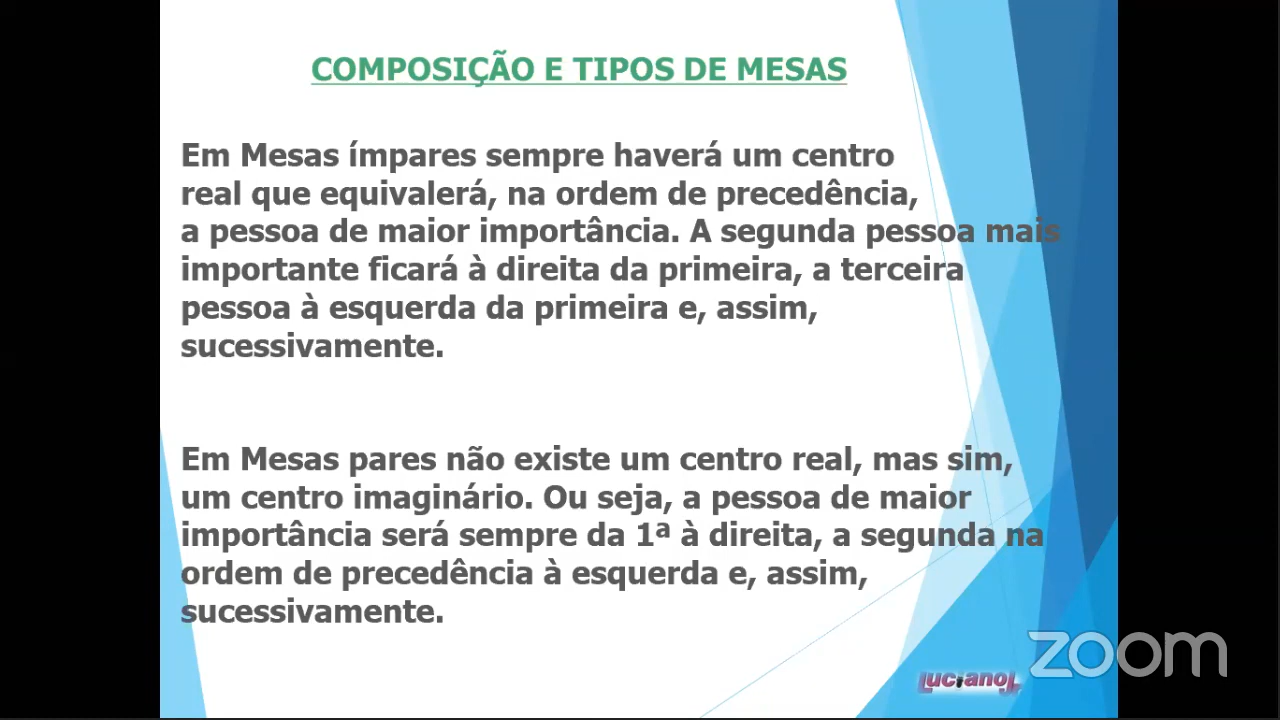 COMPOSIÇÃO E TIPOS DE MESAS
Em Mesas ímpares sempre haverá um centro
real que equivalerá, na ordem de precedência,
a pessoa de maior importância. A segunda pessoa mais
importante ficará à direita da primeira, a terceira
pessoa à esquerda da primeira e, assim,
sucessivamente.
Em Mesas pares não existe um centro real, mas sim,
um centro imaginário. Ou seja, a pessoa de maior
importância será sempre da 1ª à direita, a segunda na
ordem de precedência à esquerda e, assim,
sucessivamente.
zoom
LucianoJr.